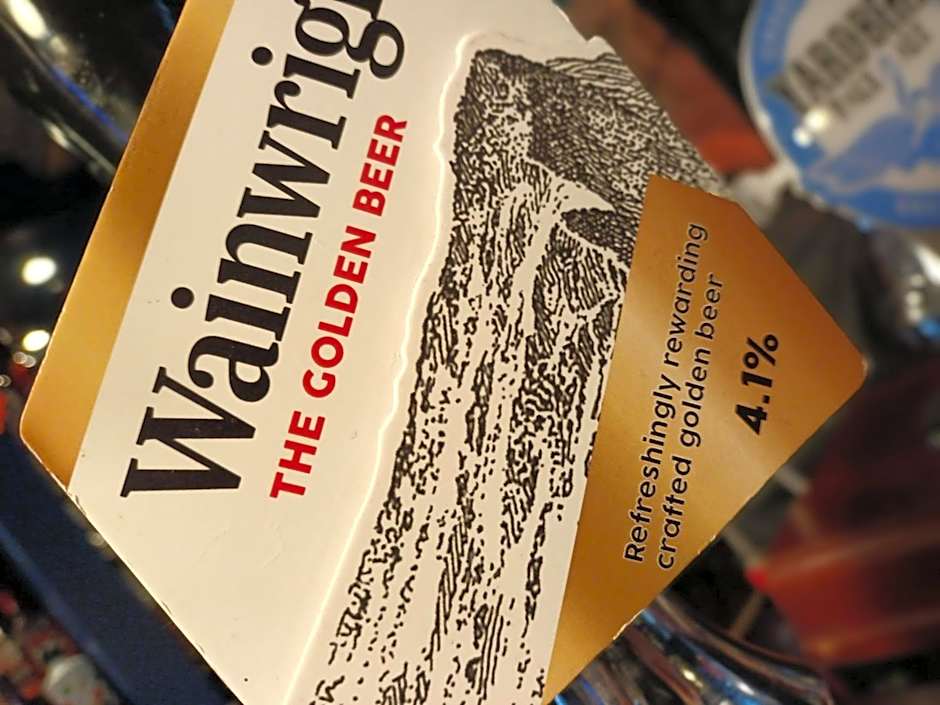 Wainwrig
THE GOLDEN BEER
Refreshingly rewarding
crafted golden beer
4.1%